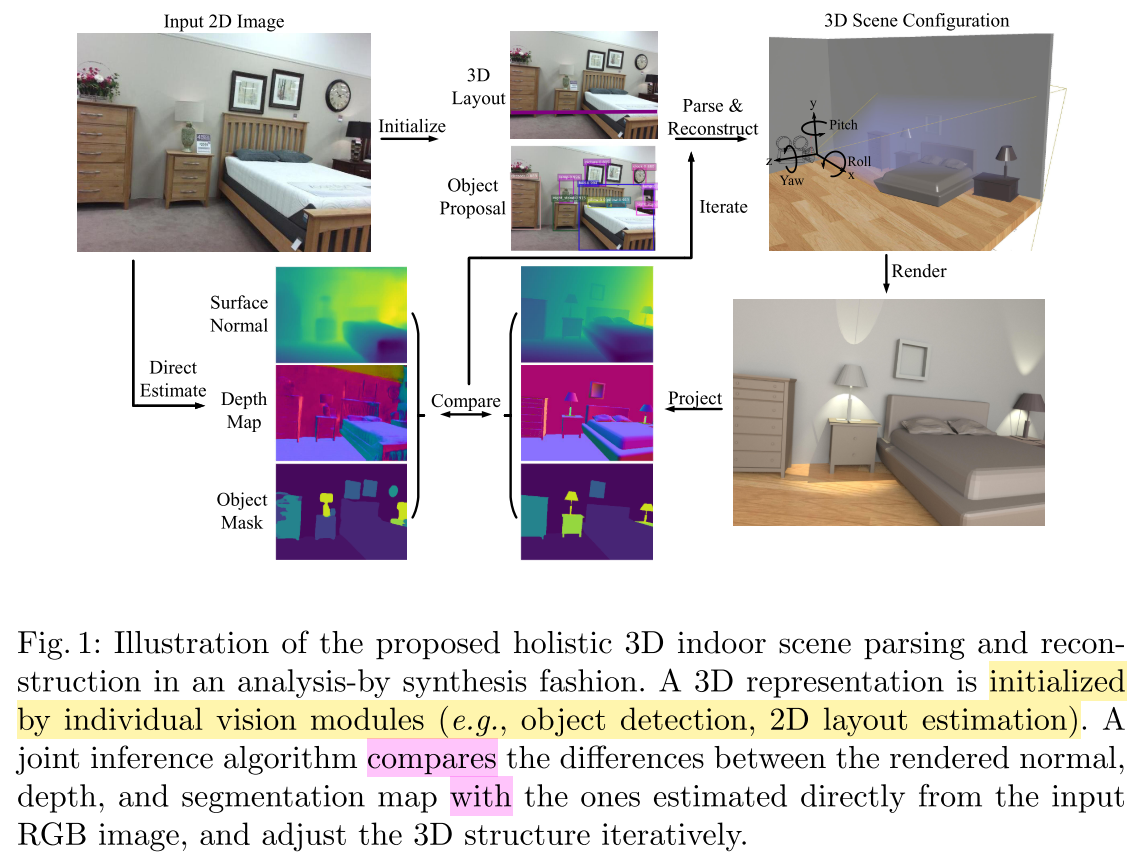 Input 2D Image
3D Scene Configuration
3D
Layout
Initialize
Parse &
Reconstruct
Object
Proposal
Iterate
y
Pitch
z
Yaw
Roll
x
Render
Surface
Normal
Direct
Estimate
Depth
Map
Compare
Project
Object
Mask
Fig. 1: Illustration of the proposed holistic 3D indoor scene parsing and recon-
struction in an analysis-by synthesis fashion. A 3D representation is initialized
by individual vision modules (e.g., object detection, 2D layout estimation). A
joint inference algorithm compares the differences between the rendered normal,
depth, and segmentation map with the ones estimated directly from the input
RGB image, and adjust the 3D structure iteratively.